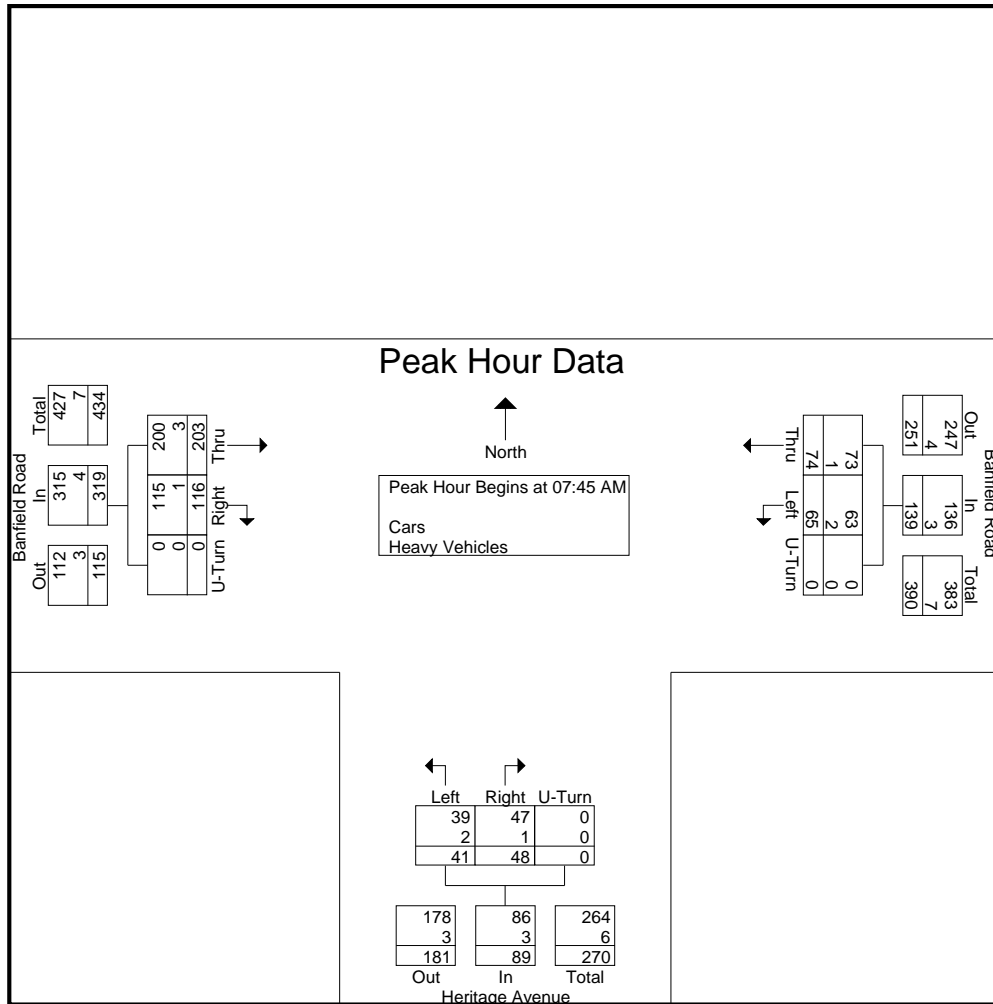 Peak Hour Data
North
Peak Hour Begins at 07:45 AM
Cars
Heavy Vehicles
Banfield Road
Total
427
7
434
In
315
4
319
Out
112
3
115
Thru
200
3
203
Right
115
1
116
U-Turn
0
0
0
Thru
73
1
74
Left
63
2
65
U-Turn
0
0
0
Banfield Road
Out
247
4
251
In
136
3
139
Total
383
7
390
Left Right U-Turn
39 47 0
2 1 0
41 48 0
178 86 264
3 3 6
181 89 270
Out In Total
Heritage Avenue